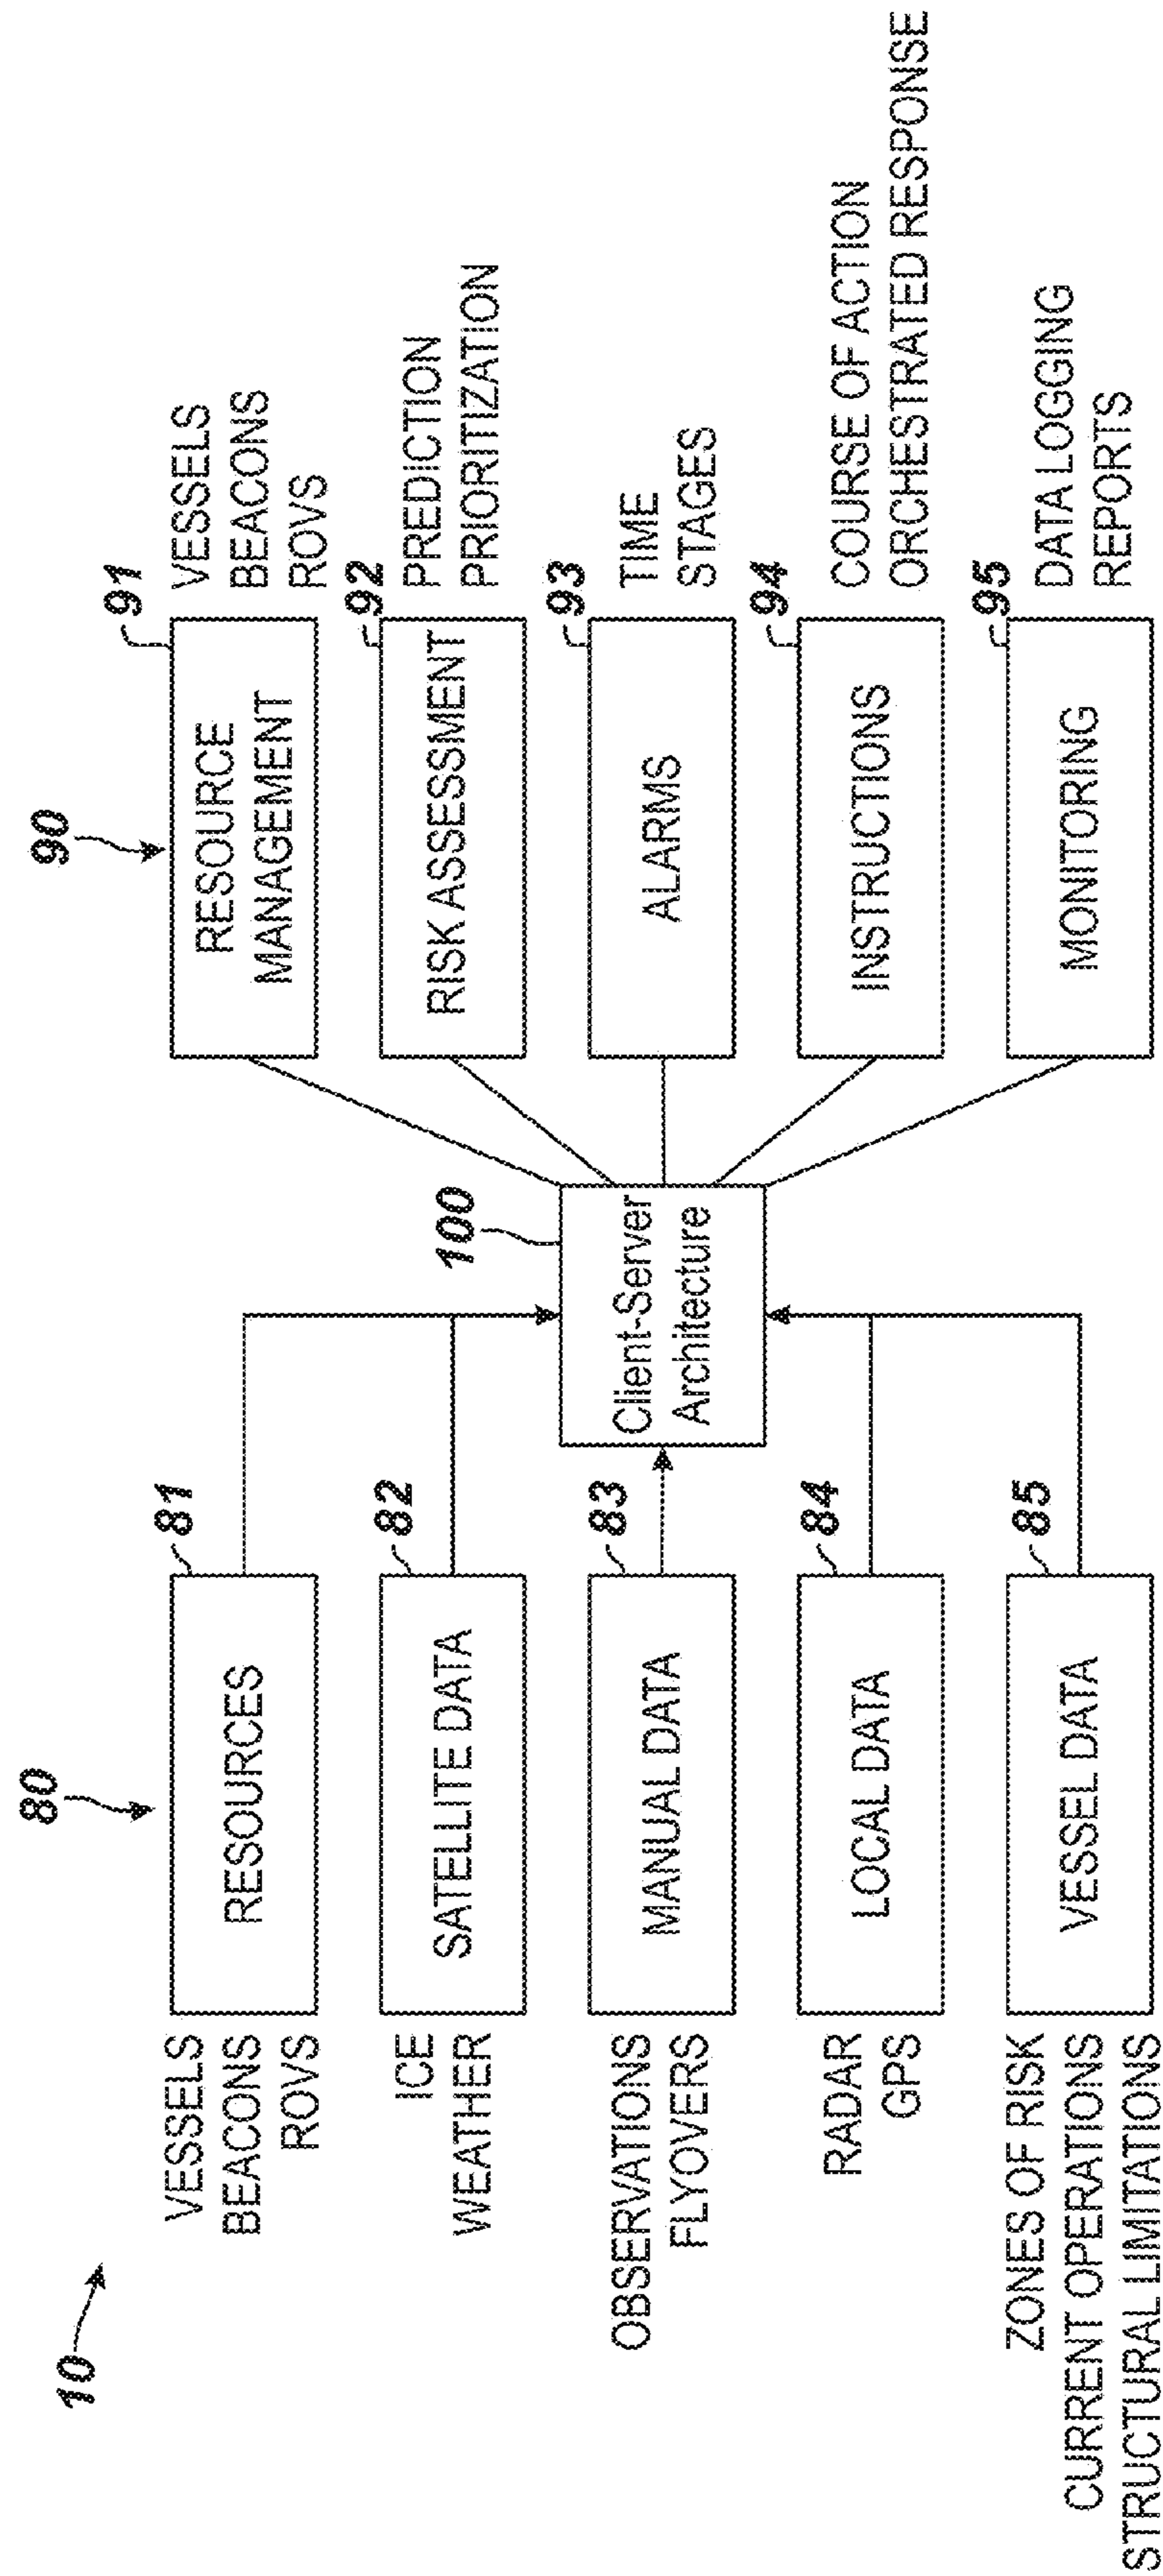 10
80
VESSELS
BEACONS
ROVS
81
RESOURCES
ICE
WEATHER
82
SATELLITE DATA
OBSERVATIONS
FLYOVERS
83
MANUAL DATA
RADAR
GPS
84
LOCAL DATA
ZONES OF RISK
CURRENT OPERATIONS
STRUCTURAL LIMITATIONS
85
VESSEL DATA
100
Client-Server
Architecture
90
91
RESOURCE
MANAGEMENT
VESSELS
BEACONS
ROVS
92
RISK ASSESSMENT
PREDICTION
PRIORITIZATION
93
ALARMS
TIME
STAGES
94
INSTRUCTIONS
COURSE OF ACTION
ORCHESTRATED RESPONSE
95
MONITORING
DATA LOGGING
REPORTS